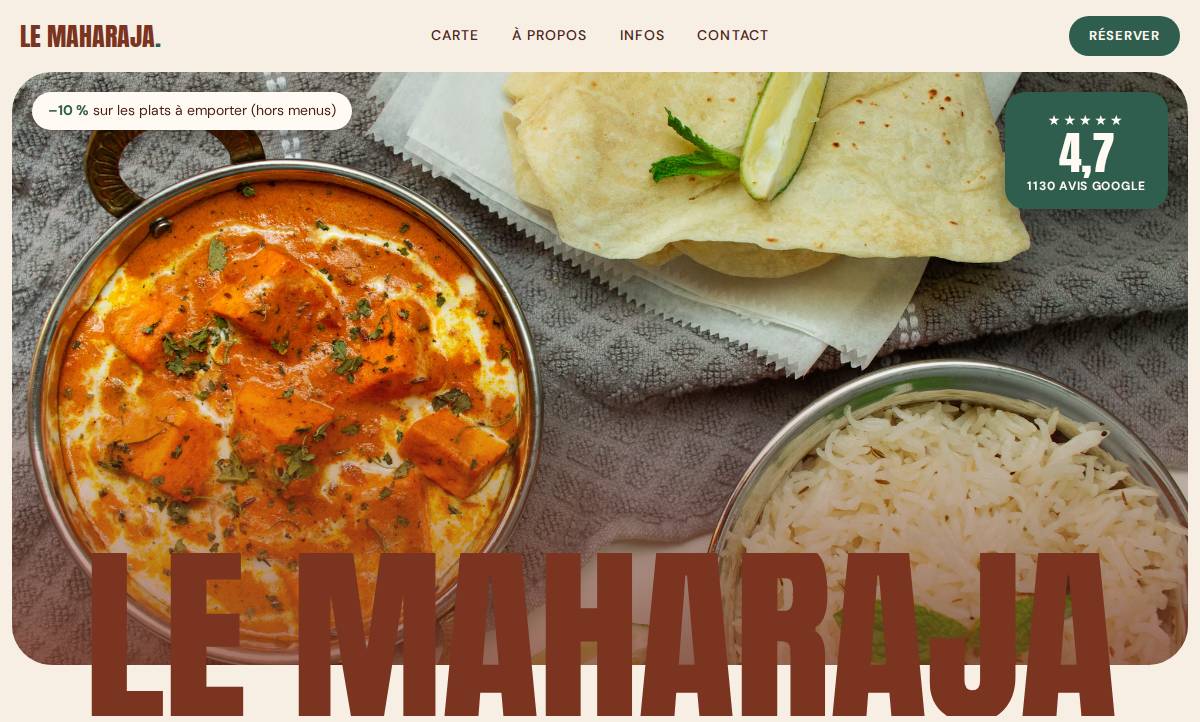 LE MAHARAJA.
CARTE À PROPOS INFOS CONTACT
RÉSERVER
–10 % sur les plats à emporter (hors menus)
★★★★★
4,7
1130 AVIS GOOGLE
LE MAHARAJA